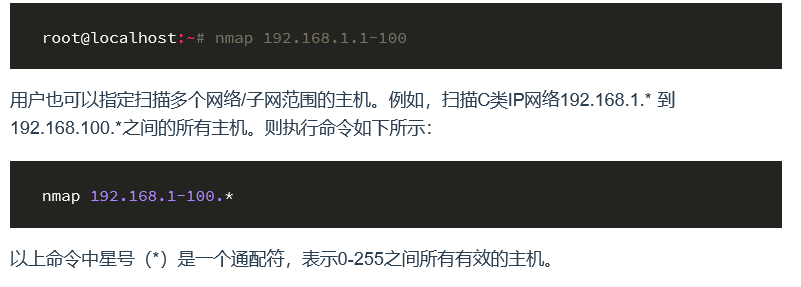 root@localhost:~# nmap 192.168.1.1-100
用户也可以指定扫描多个网络/子网范围的主机。例如，扫描C类IP网络192.168.1.* 到
192.168.100.*之间的所有主机。则执行命令如下所示：
nmap 192.168.1-100.*
以上命令中星号（*）是一个通配符，表示0-255之间所有有效的主机。